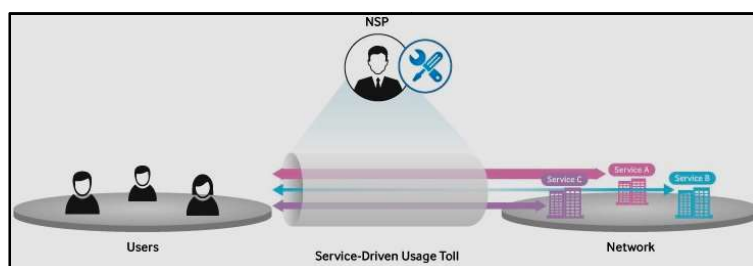 NSP
Service A
Service C
Service B
Users
Service-Driven Usage Toll
Network